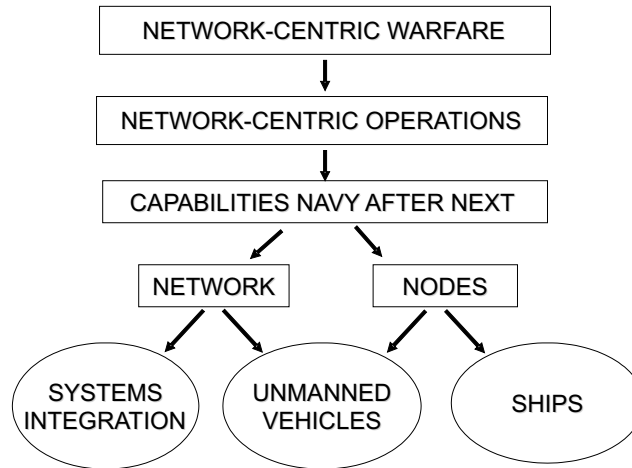 NETWORK-CENTRIC WARFARE
NETWORK-CENTRIC OPERATIONS
CAPABILITIES NAVY AFTER NEXT
NETWORK
NODES
SYSTEMS
INTEGRATION
UNMANNED
VEHICLES
SHIPS